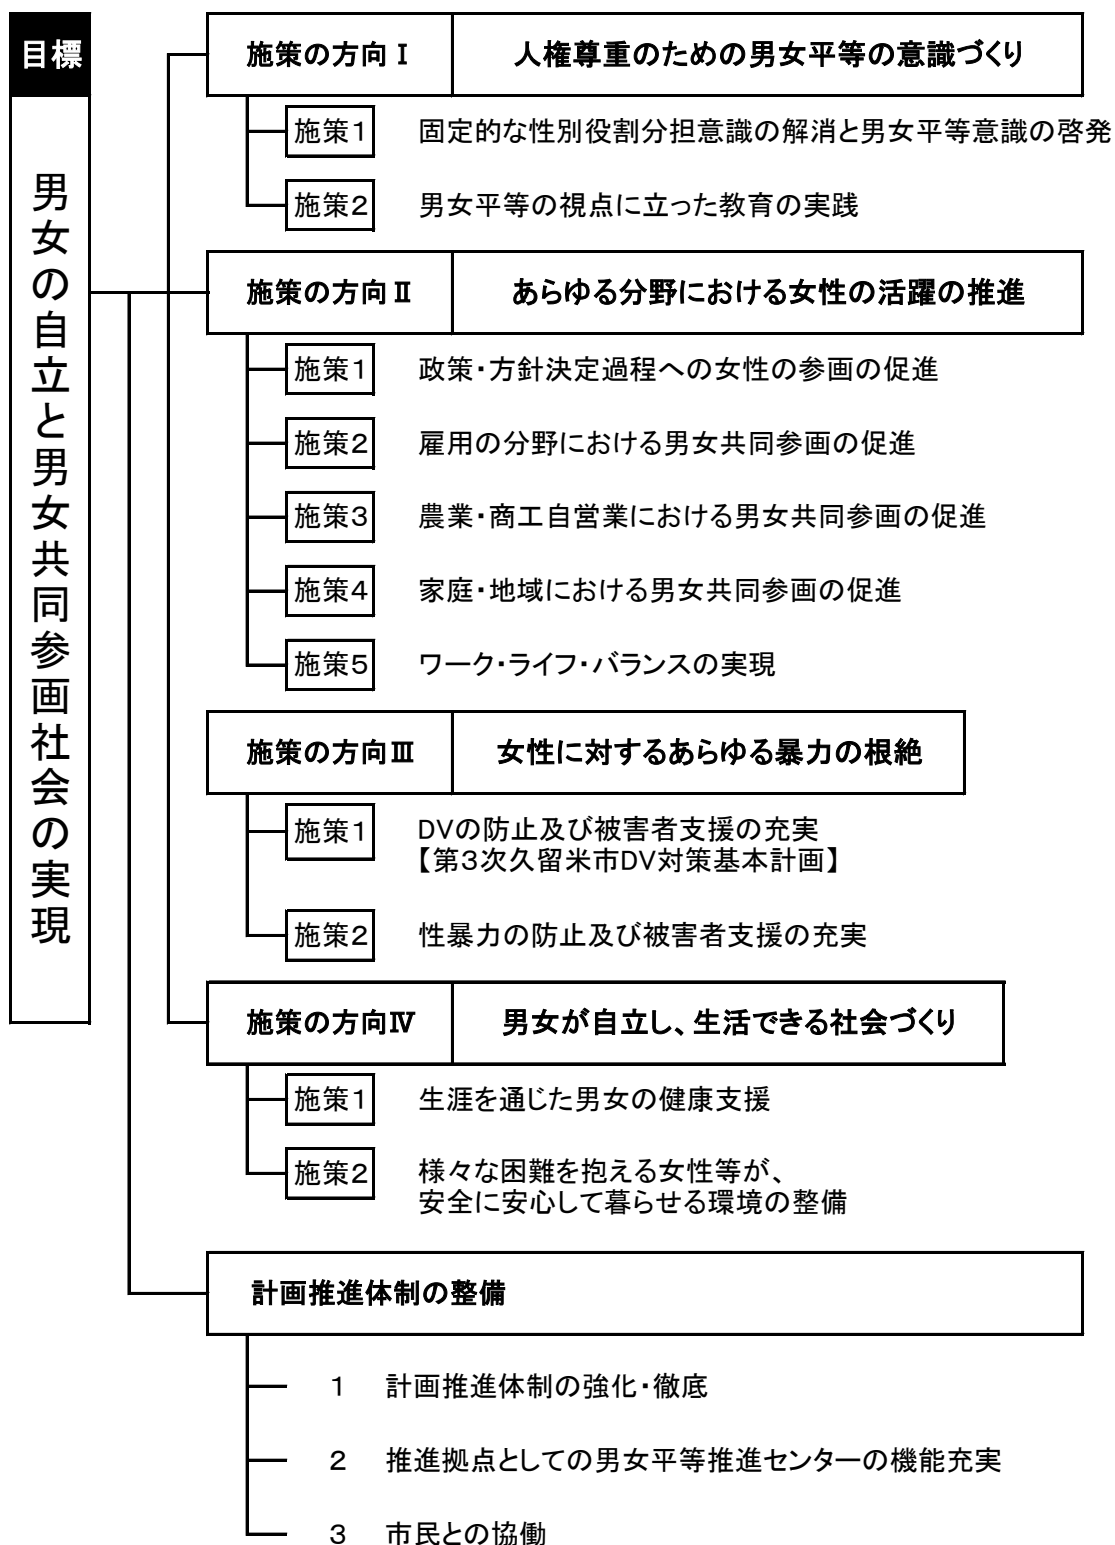 目標
男女の自立と男女共同参画社会の実現
施策の方向Ⅰ 人権尊重のための男女平等の意識づくり
施策1 固定的な性別役割分担意識の解消と男女平等意識の啓発
施策2 男女平等の視点に立った教育の実践
施策の方向Ⅱ あらゆる分野における女性の活躍の推進
施策1 政策・方針決定過程への女性の参画の促進
施策2 雇用の分野における男女共同参画の促進
施策3 農業・商工自営業における男女共同参画の促進
施策4 家庭・地域における男女共同参画の促進
施策5 ワーク・ライフ・バランスの実現
施策の方向Ⅲ 女性に対するあらゆる暴力の根絶
施策1 DVの防止及び被害者支援の充実
【第3次久留米市DV対策基本計画】
施策2 性暴力の防止及び被害者支援の充実
施策の方向Ⅳ 男女が自立し、生活できる社会づくり
施策1 生涯を通じた男女の健康支援
施策2 様々な困難を抱える女性等が、
安全に安心して暮らせる環境の整備
計画推進体制の整備
1 計画推進体制の強化・徹底
2 推進拠点としての男女平等推進センターの機能充実
3 市民との協働